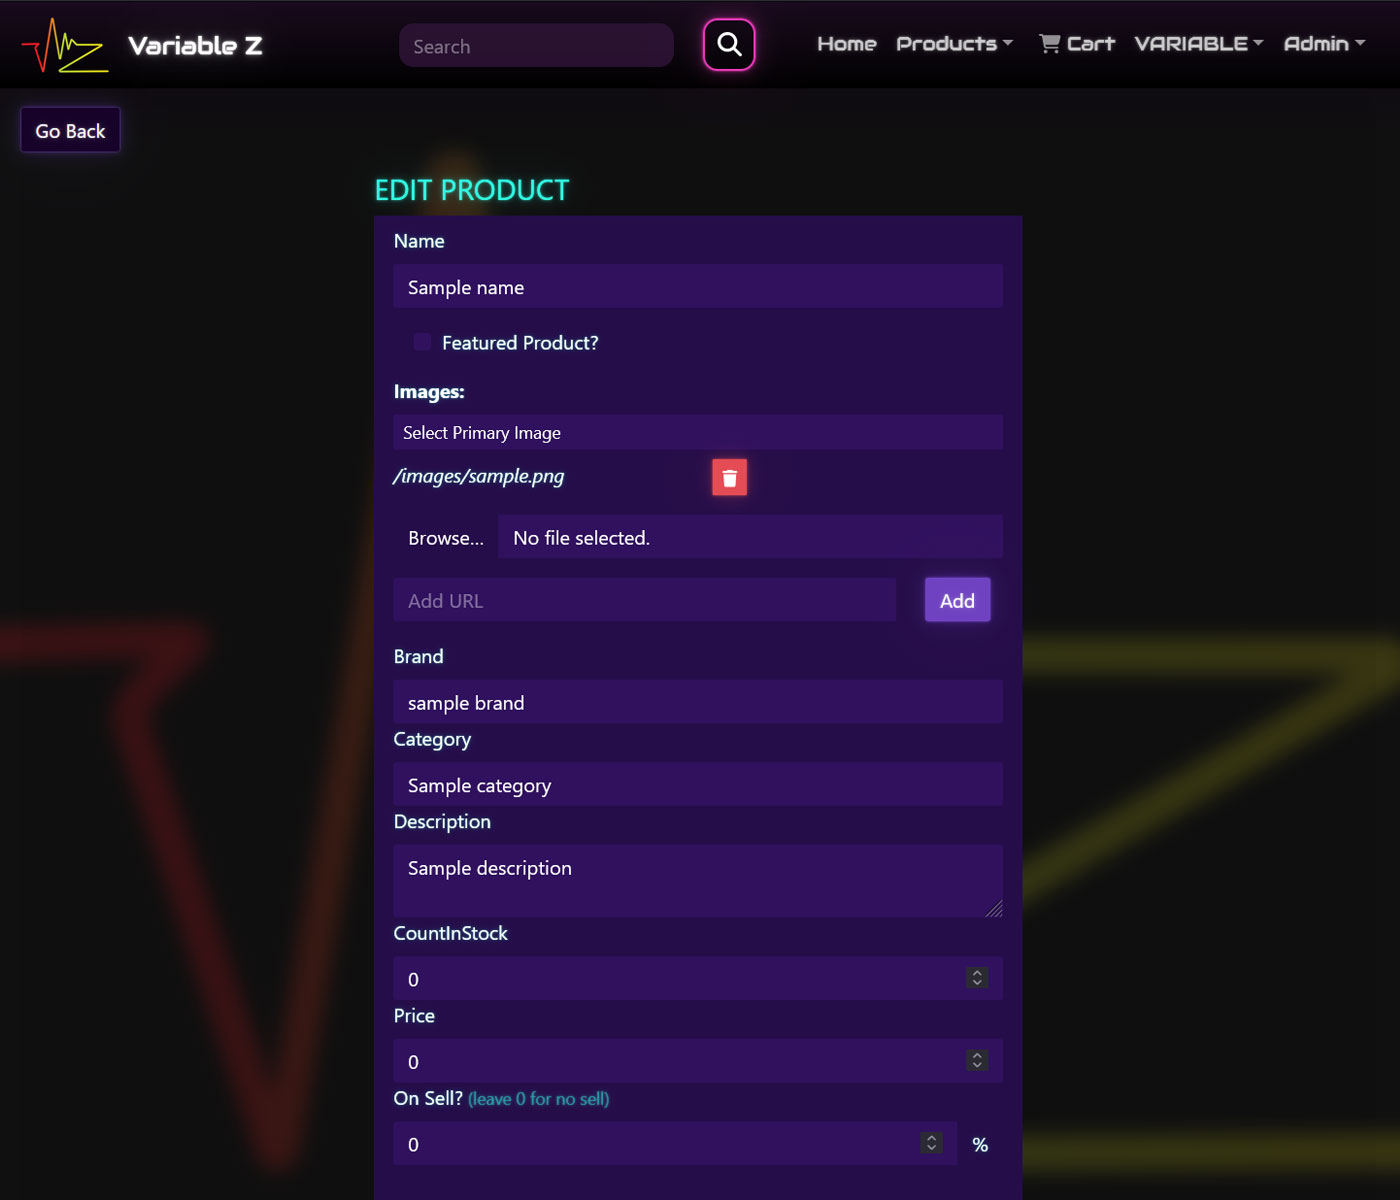 Variable Z
Search
Home Products Cart VARIABLE Admin
Go Back
EDIT PRODUCT
Name
Sample name
Featured Product?
Images:
Select Primary Image
/images/sample.png
Browse... No file selected.
Add URL Add
Brand
sample brand
Category
Sample category
Description
Sample description
CountInStock
0
Price
0
On Sell? (leave 0 for no sell)
0 %